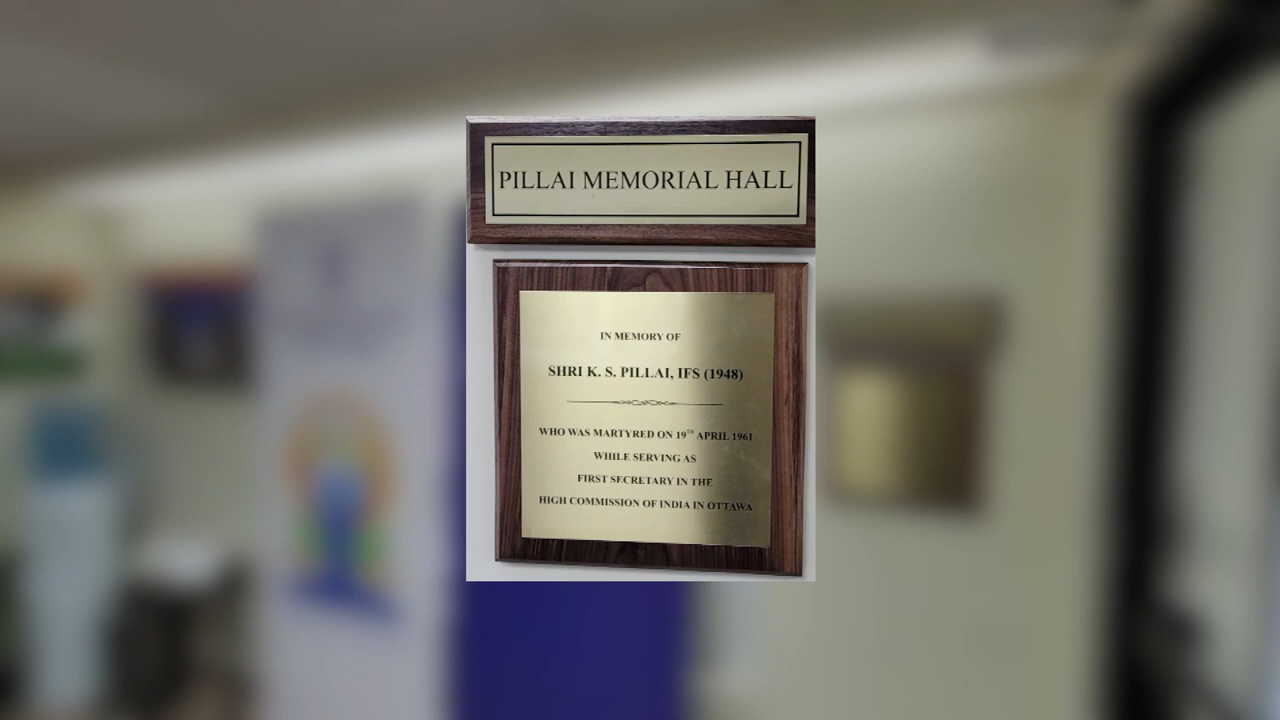 PILLAI MEMORIAL HALL
IN MEMORY OF
SHRI K. S. PILLAI, IFS (1948)
WHO WAS MARTYRED ON 19TH APRIL 1961
WHILE SERVING AS
FIRST SECRETARY IN THE
HIGH COMMISSION OF INDIA IN OTTAWA